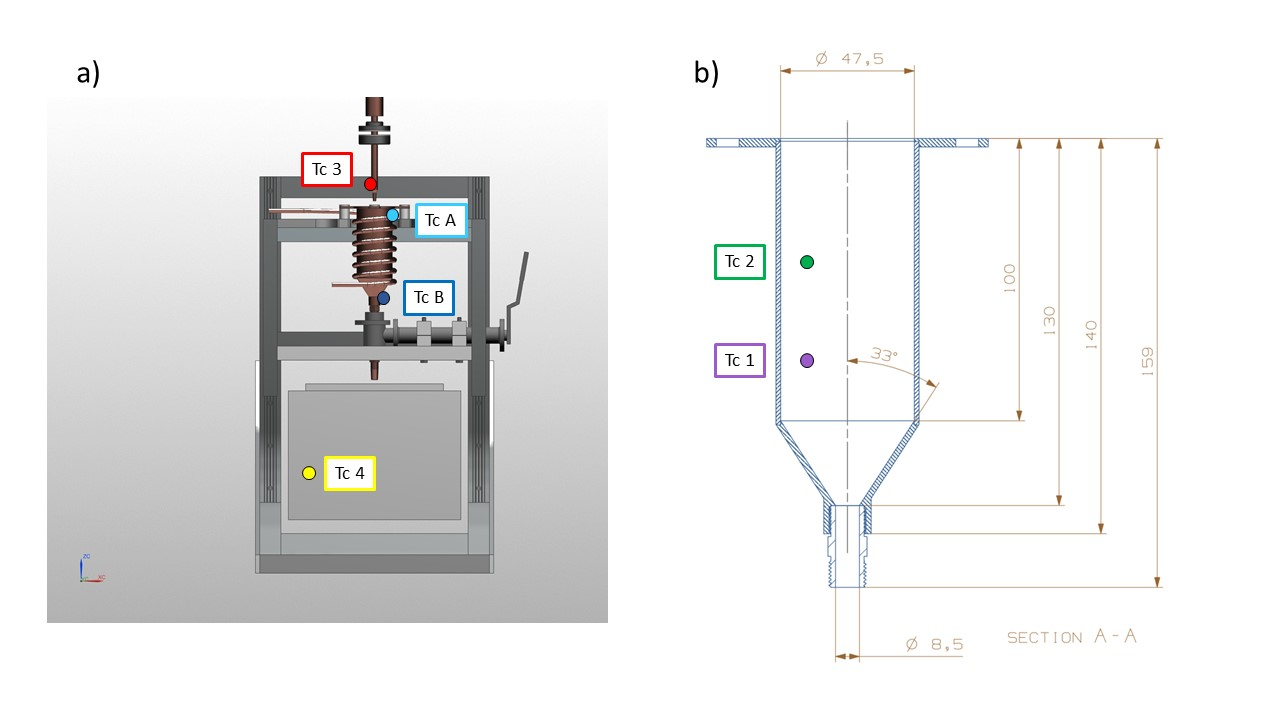 a)
Tc 3
Tc A
Tc B
Tc 4
b)
Ø 47,5
Tc 2
Tc 1
33°
100
130
140
159
Ø 8,5
SECTION A-A